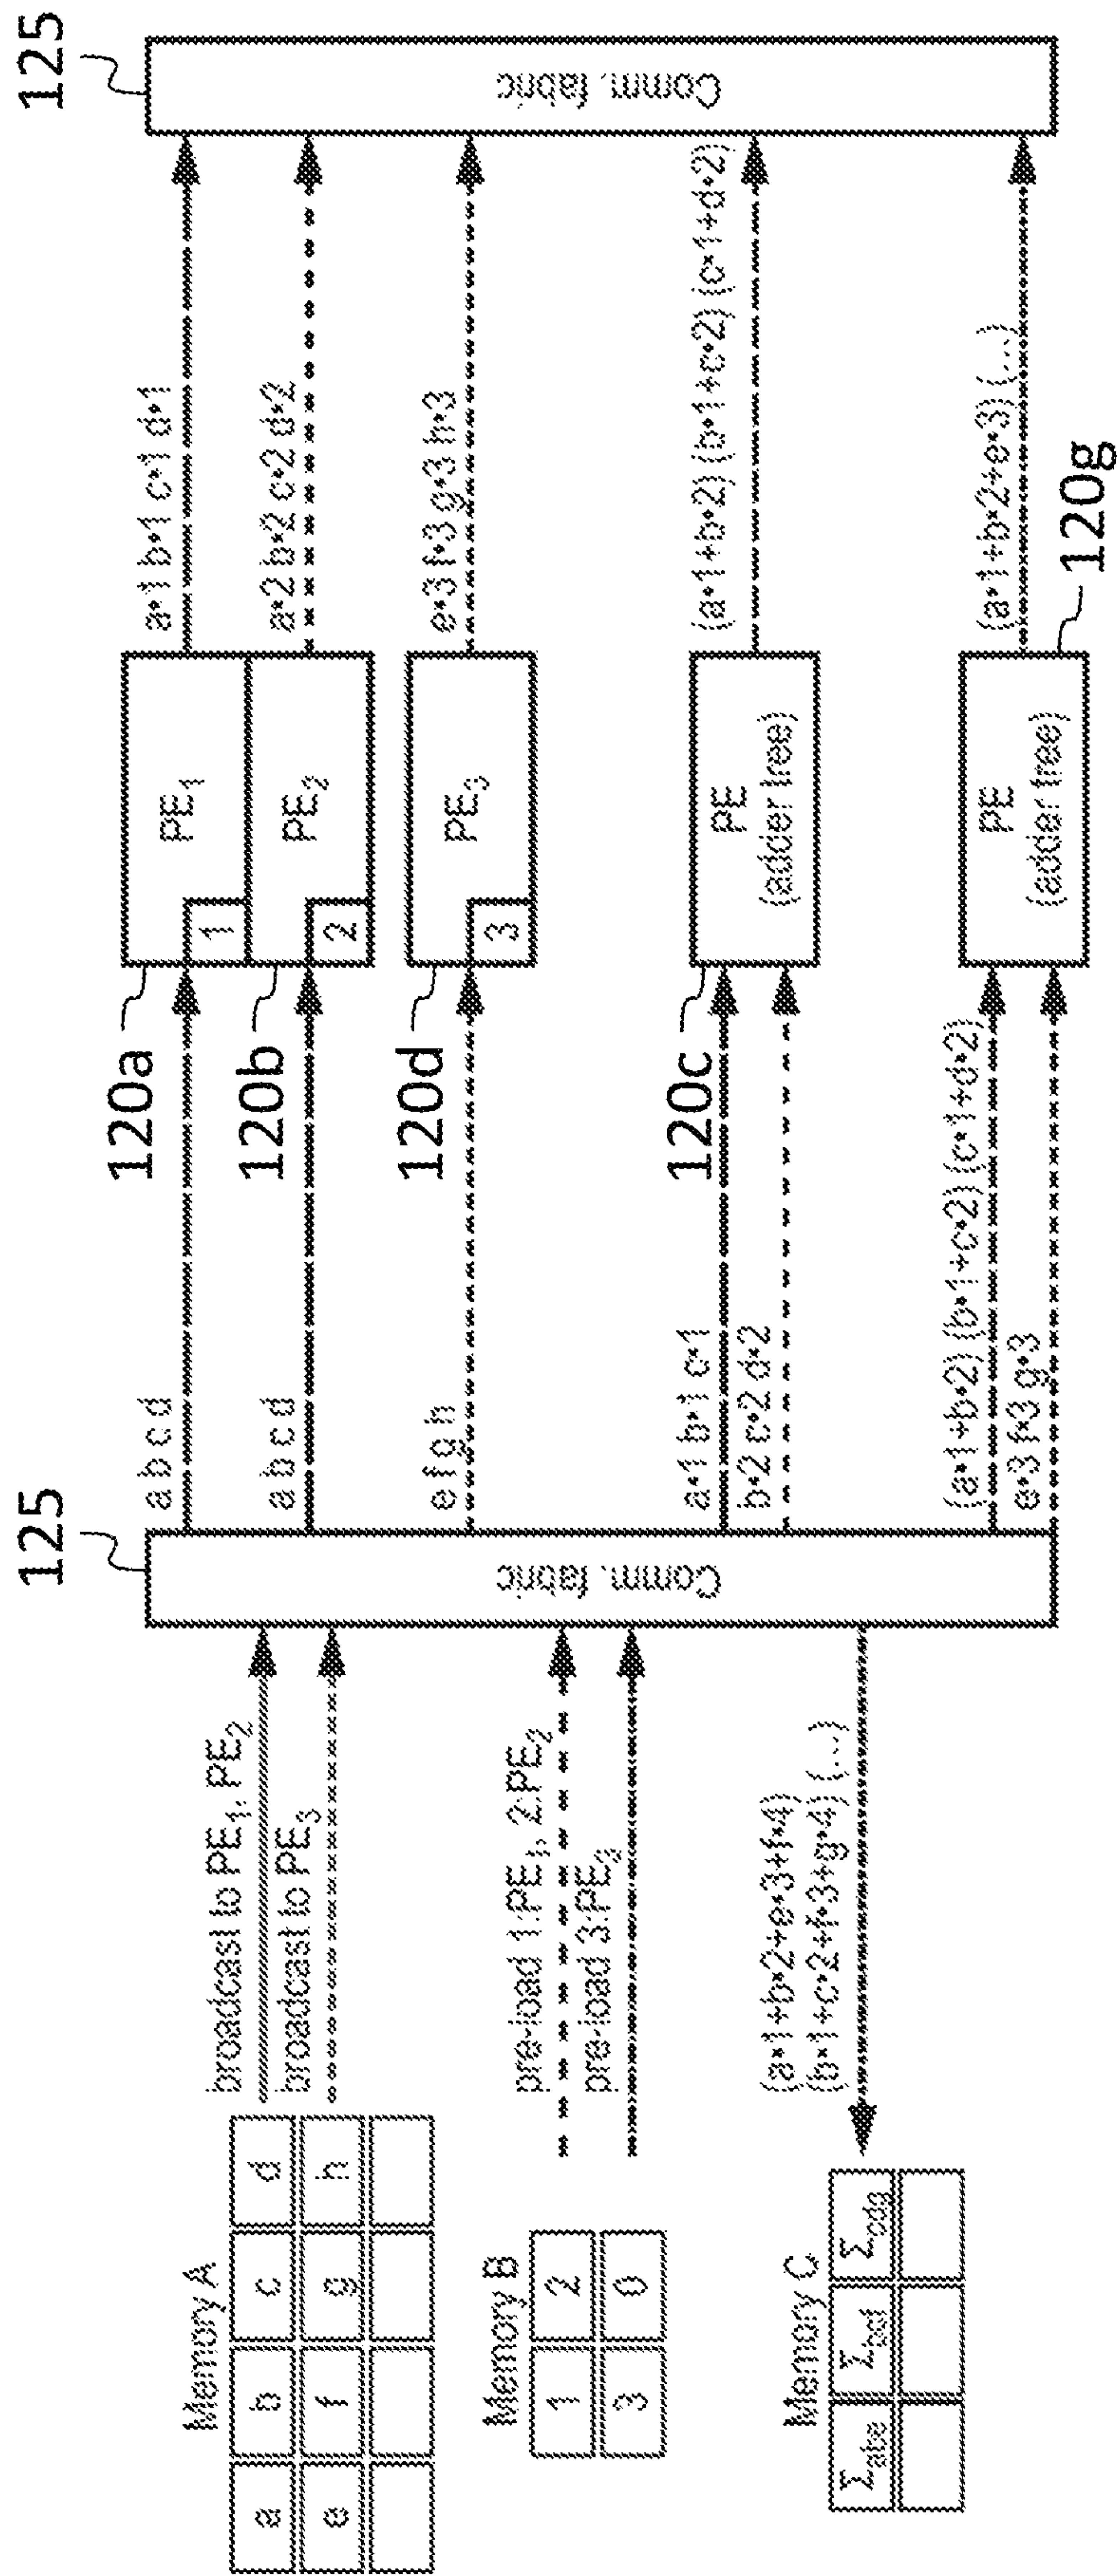 Memory A
a b c d
e f g h
Memory B
1 2
3 0
Memory C
Σabe Σbcf Σcdg
broadcast to PE1, PE2
broadcast to PE3
pre-load 1:PE1, 2:PE2
pre-load 3:PE3
(a•1+b•2+e•3+f•4)
(b•1+c•2+f•3+g•4) (...)
125
Comm. fabric
a b c d
a b c d
e f g h
a•1 b•1 c•1
b•2 c•2 d•2
(a•1+b•2) (b•1+c•2) (c•1+d•2)
e•3 f•3 g•3
120a
PE1
1
120b
PE2
2
120d
PE3
3
120c
PE
(adder tree)
PE
(adder tree)
120g
a•1 b•1 c•1 d•1
a•2 b•2 c•2 d•2
e•3 f•3 g•3 h•3
(a•1+b•2) (b•1+c•2) (c•1+d•2)
(a•1+b•2+e•3) (...)
125
Comm. fabric